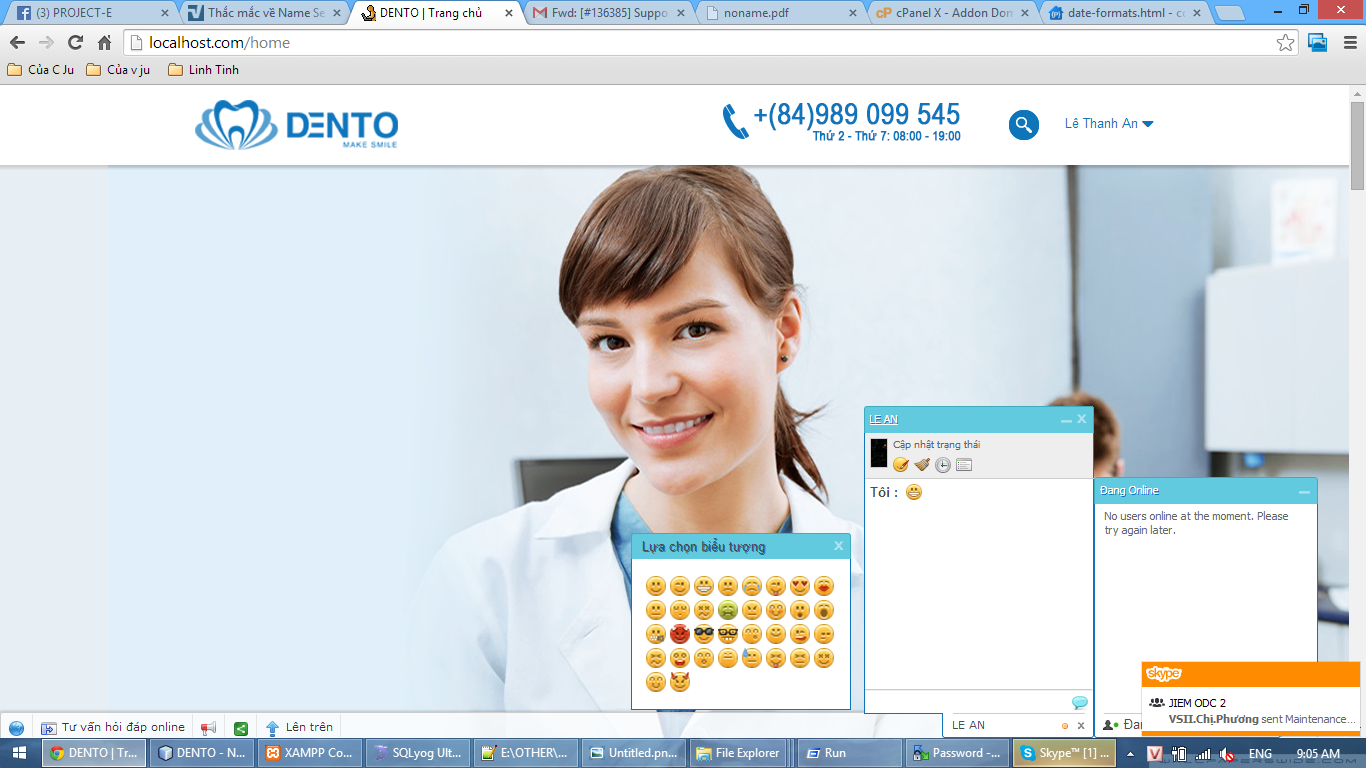 (3) PROJECT-E
Thắc mắc về Name Se
DENTO | Trang chủ
Fwd: [#136385] Suppo
noname.pdf
cPanel X - Addon Dom
date-formats.html - co
localhost.com/home
Của C Ju
Của v ju
Linh Tinh
DENTO
MAKE SMILE
+(84)989 099 545
Thứ 2 - Thứ 7: 08:00 - 19:00
Lê Thanh An
LE AN
Cập nhật trạng thái
Tôi :
Đang Online
No users online at the moment. Please
try again later.
Lựa chọn biểu tượng
skype
JIEM ODC 2
VSII.Chị.Phương sent Maintenance...
Tư vấn hỏi đáp online
Lên trên
LE AN
Đan
DENTO | Tr...
DENTO - N...
XAMPP Co...
SQLyog Ult...
E:\OTHER\...
Untitled.pn...
File Explorer
Run
Password -...
Skype™ [1] ...
ENG
9:05 AM